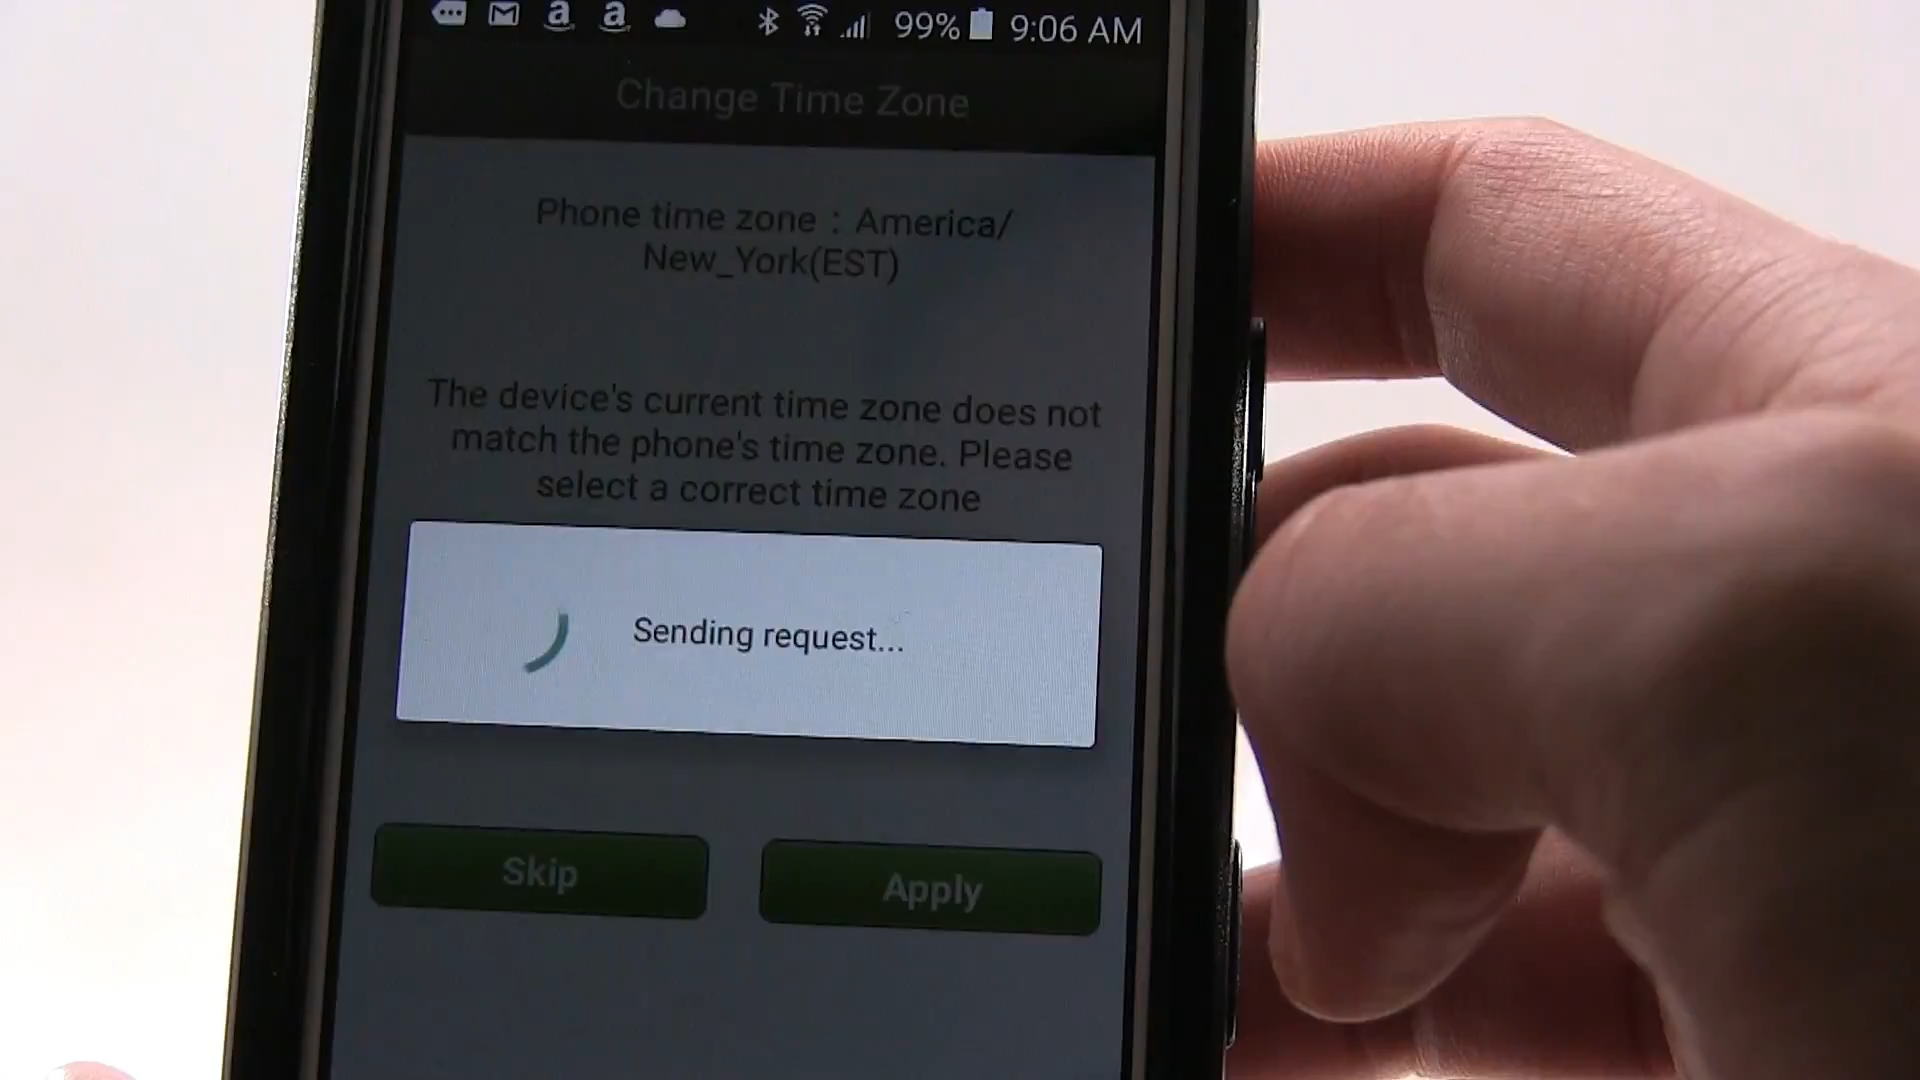 99% 9:06 AM
Change Time Zone
Phone time zone : America/
New_York(EST)
The device's current time zone does not
match the phone's time zone. Please
select a correct time zone
Sending request...
Skip
Apply